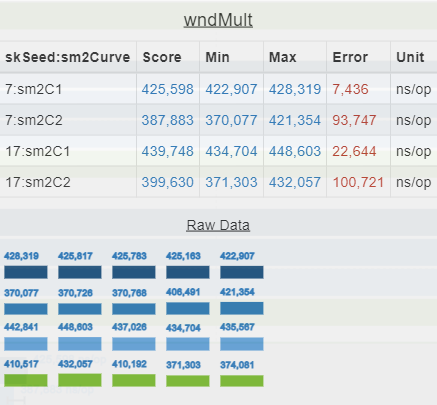 wndMult
skSeed:sm2Curve Score Min Max Error Unit
7:sm2C1 425,598 422,907 428,319 7,436 ns/op
7:sm2C2 387,883 370,077 421,354 93,747 ns/op
17:sm2C1 439,748 434,704 448,603 22,644 ns/op
17:sm2C2 399,630 371,303 432,057 100,721 ns/op
Raw Data
428,319 425,817 425,783 425,163 422,907
370,077 370,726 370,768 406,491 421,354
442,841 448,603 437,026 434,704 435,567
410,517 432,057 410,192 371,303 374,081